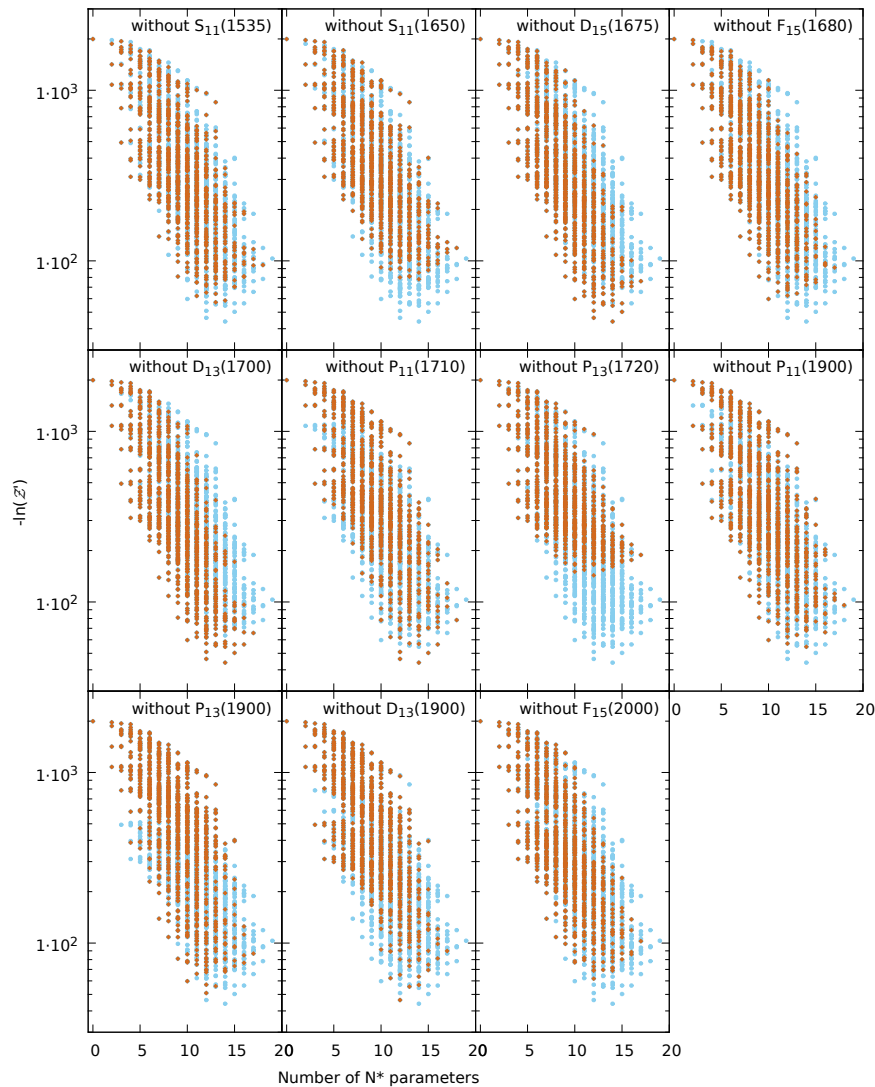 without S₁₁(1535) without S₁₁(1650) without D₁₅(1675) without F₁₅(1680)
1·10³
1·10²
without D₁₃(1700) without P₁₁(1710) without P₁₃(1720) without P₁₁(1900)
1·10³
-ln(𝒵')
1·10²
0 5 10 15 20
without P₁₃(1900) without D₁₃(1900) without F₁₅(2000)
1·10³
1·10²
0 5 10 15 20 0 5 10 15 20 0 5 10 15 20
Number of N* parameters